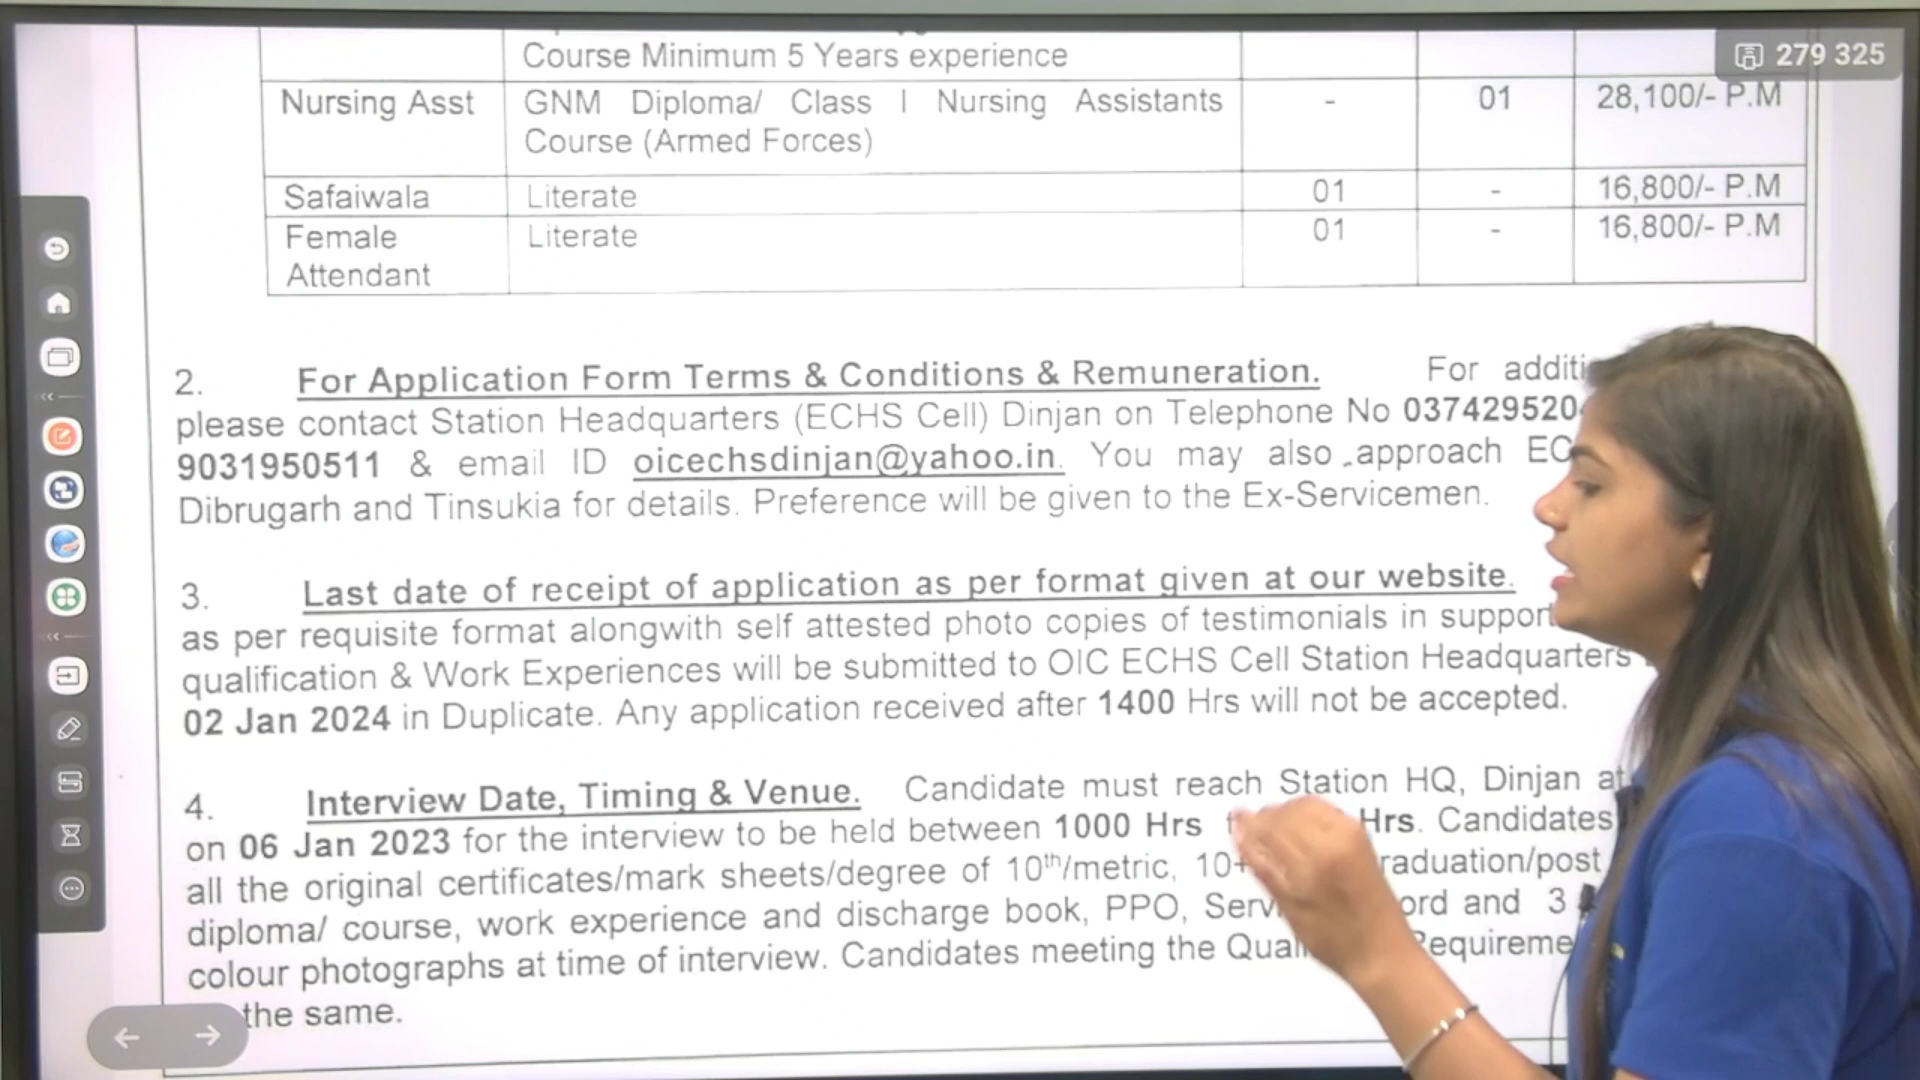 279 325
Course Minimum 5 Years experience
Nursing Asst GNM Diploma/ Class I Nursing Assistants - 01 28,100/- P.M
Course (Armed Forces)
Safaiwala Literate 01 - 16,800/- P.M
Female Literate 01 - 16,800/- P.M
Attendant
2. For Application Form Terms & Conditions & Remuneration. For
please contact Station Headquarters (ECHS Cell) Dinjan on Telephone No
9031950511 & email ID oicechsdinjan@yahoo.in. You may also approach
Dibrugarh and Tinsukia for details. Preference will be given to the Ex-Servicemen.
3. Last date of receipt of application as per format given at our website.
as per requisite format alongwith self attested photo copies of testimonials in support
qualification & Work Experiences will be submitted to OIC ECHS Cell Station Headquarters
02 Jan 2024 in Duplicate. Any application received after 1400 Hrs will not be accepted.
4. Interview Date, Timing & Venue. Candidate must reach Station HQ, Dinjan at
on 06 Jan 2023 for the interview to be held between 1000 Hrs Hrs. Candidates
all the original certificates/mark sheets/degree of 10th/metric,
diploma/ course, work experience and discharge book, PPO, and 3
colour photographs at time of interview. Candidates meeting the
the same.